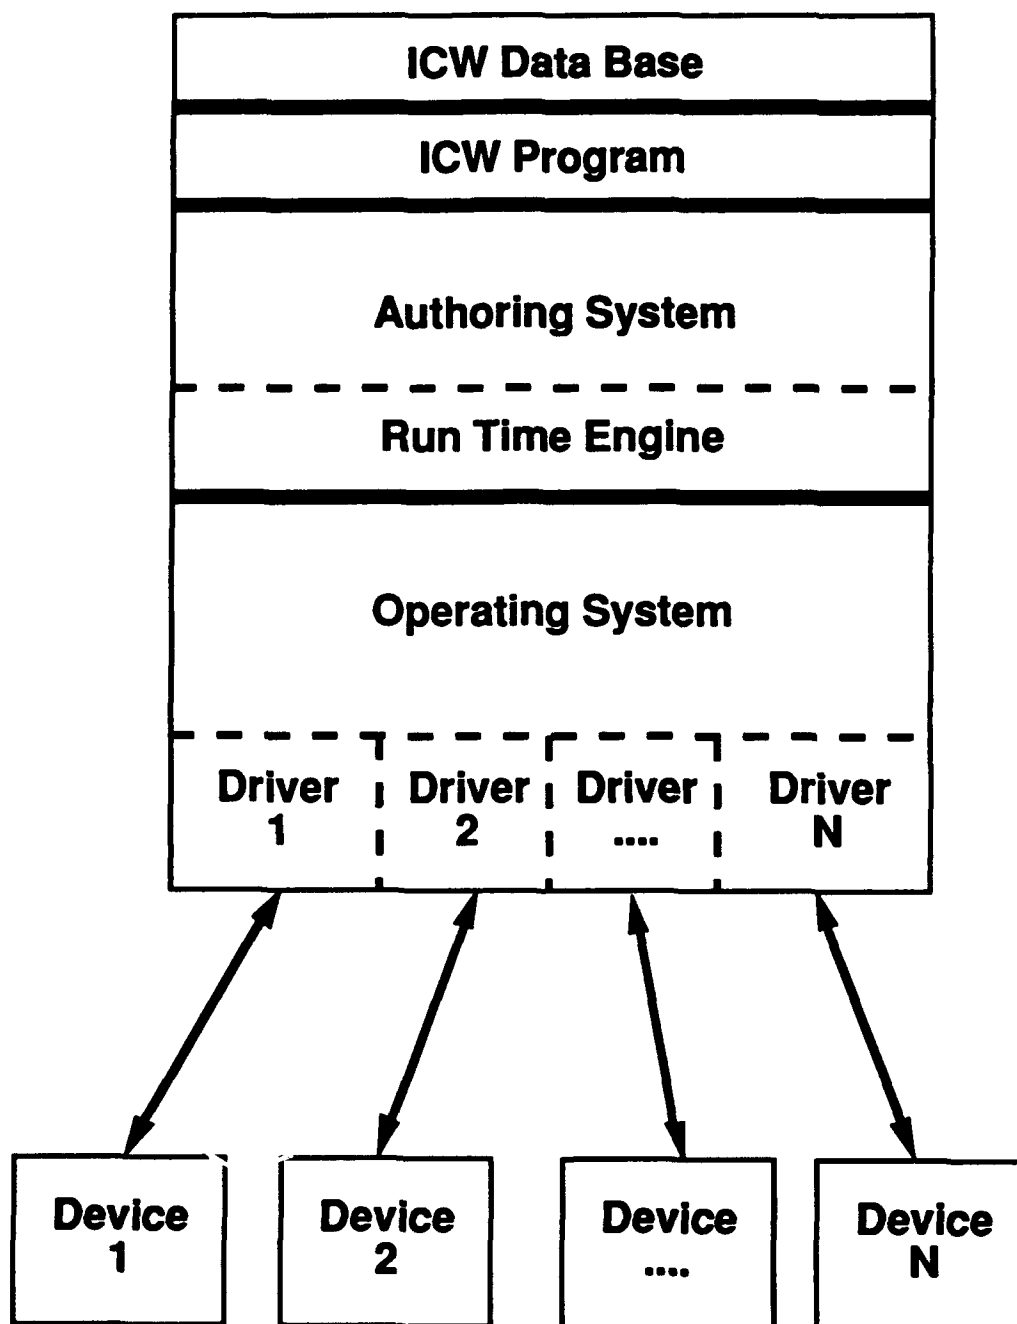 ICW Data Base
ICW Program
Authoring System
Run Time Engine
Operating System
Driver 1
Driver 2
Driver ....
Driver N
Device 1
Device 2
Device ....
Device N